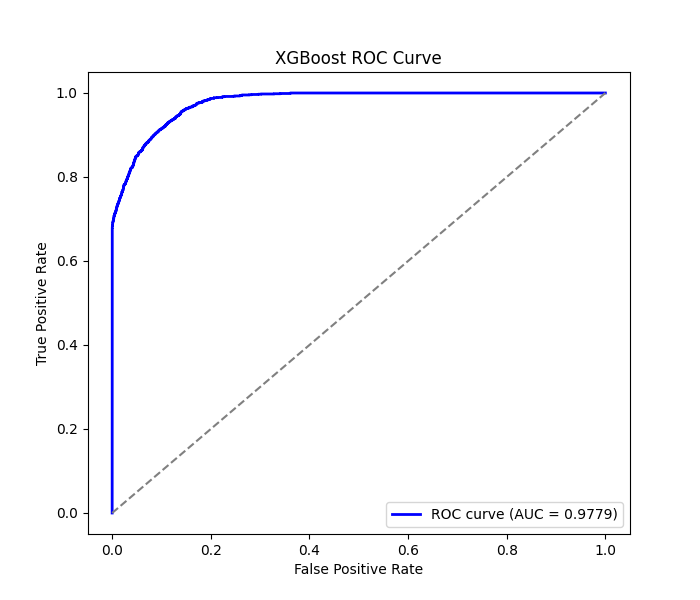 XGBoost ROC Curve
1.0
0.8
0.6
0.4
0.2
0.0
True Positive Rate
ROC curve (AUC = 0.9779)
0.0 0.2 0.4 0.6 0.8 1.0
False Positive Rate